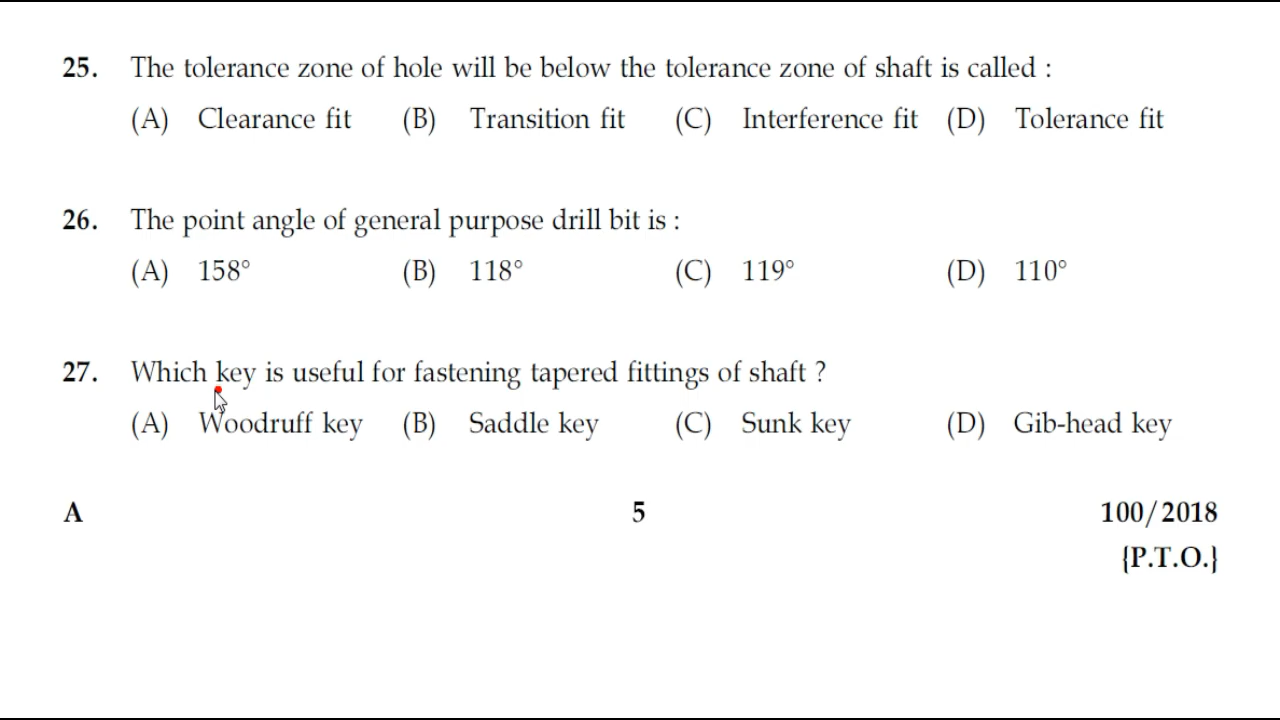 25. The tolerance zone of hole will be below the tolerance zone of shaft is called :
(A) Clearance fit (B) Transition fit (C) Interference fit (D) Tolerance fit
26. The point angle of general purpose drill bit is :
(A) 158° (B) 118° (C) 119° (D) 110°
27. Which key is useful for fastening tapered fittings of shaft ?
(A) Woodruff key (B) Saddle key (C) Sunk key (D) Gib-head key
A 5 100/2018
{P.T.O.}